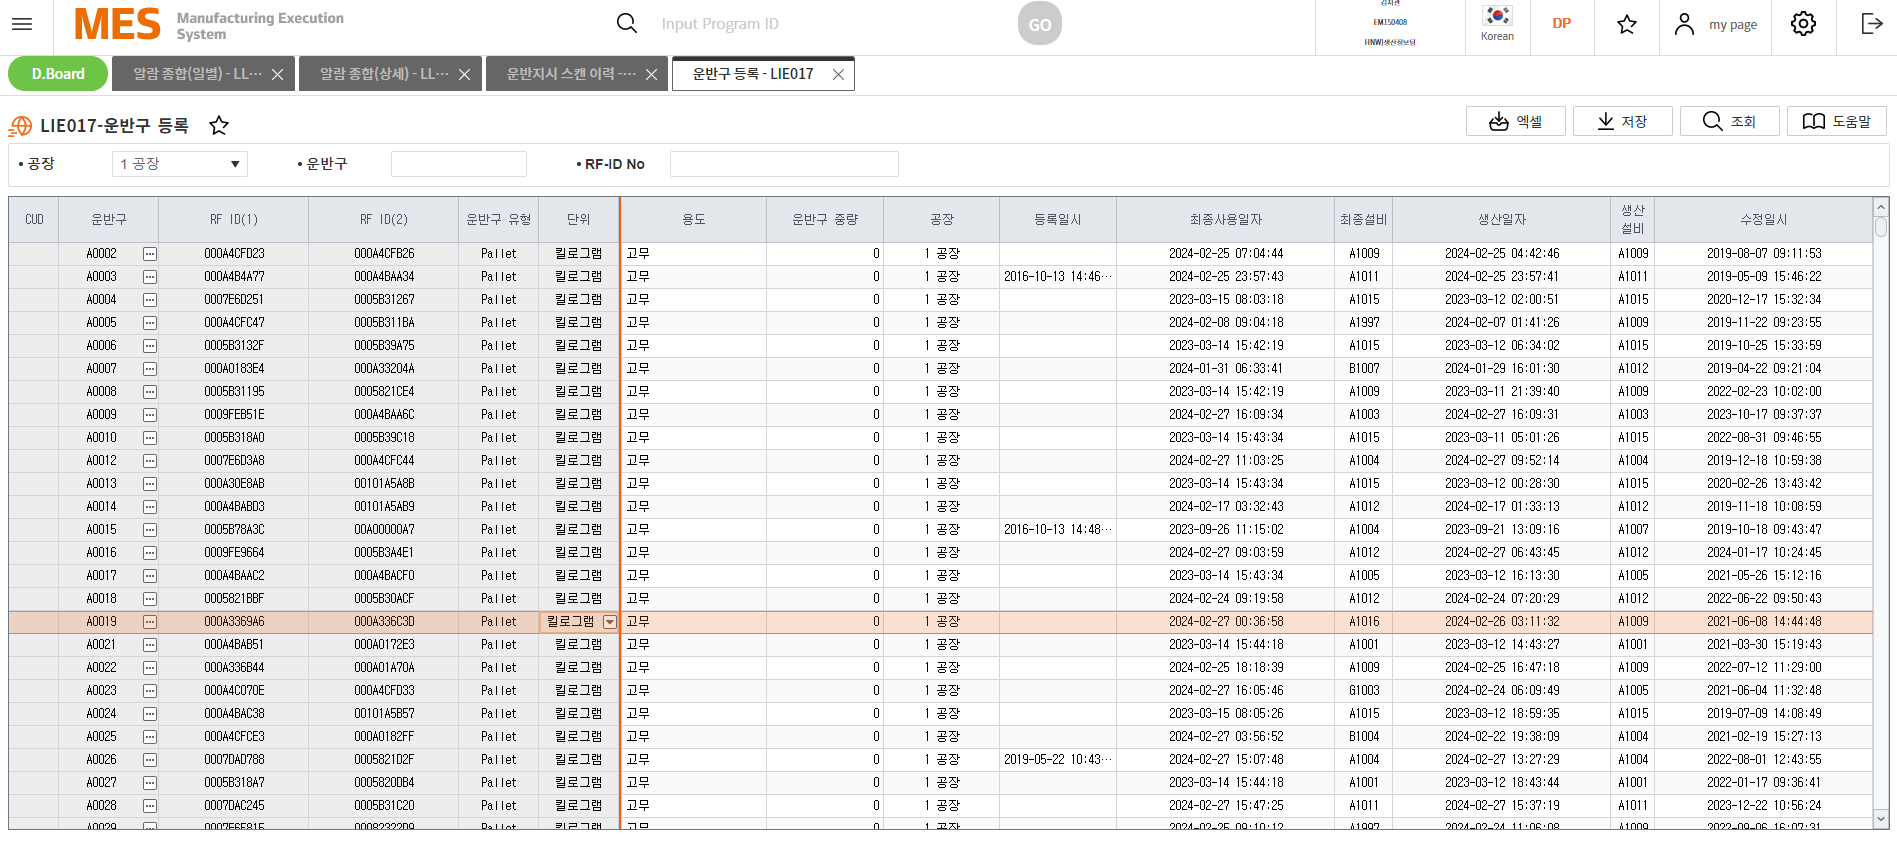 MES Manufacturing Execution System
Input Program ID
GO
EM150408
HNW)생산정보팀
Korean
DP
my page
D.Board
알람 종합(일별) - LL···
알람 종합(상세) - LL···
운반지시 스캔 이력 -···
운반구 등록 - LIE017
LIE017-운반구 등록
엑셀
저장
조회
도움말
• 공장 1 공장 • 운반구 • RF-ID No
CUD 운반구 RF ID(1) RF ID(2) 운반구 유형 단위 용도 운반구 중량 공장 등록일시 최종사용일자 최종설비 생산일자 생산설비 수정일시
A0002 000A4CFD23 000A4CFB26 Pallet 킬로그램 고무 0 1 공장 2024-02-25 07:04:44 A1009 2024-02-25 04:42:46 A1009 2019-08-07 09:11:53
A0003 000A4B4A77 000A4BAA34 Pallet 킬로그램 고무 0 1 공장 2016-10-13 14:46··· 2024-02-25 23:57:43 A1011 2024-02-25 23:57:41 A1011 2019-05-09 15:46:22
A0004 0007E6D251 0005B31267 Pallet 킬로그램 고무 0 1 공장 2023-03-15 08:03:18 A1015 2023-03-12 02:00:51 A1015 2020-12-17 15:32:34
A0005 000A4CFC47 0005B311BA Pallet 킬로그램 고무 0 1 공장 2024-02-08 09:04:18 A1997 2024-02-07 01:41:26 A1009 2019-11-22 09:23:55
A0006 0005B3132F 0005B39A75 Pallet 킬로그램 고무 0 1 공장 2023-03-14 15:42:19 A1015 2023-03-12 06:34:02 A1015 2019-10-25 15:33:59
A0007 000A0183E4 000A33204A Pallet 킬로그램 고무 0 1 공장 2024-01-31 06:33:41 B1007 2024-01-29 16:01:30 A1012 2019-04-22 09:21:04
A0008 0005B31195 0005821CE4 Pallet 킬로그램 고무 0 1 공장 2023-03-14 15:42:19 A1009 2023-03-11 21:39:40 A1009 2022-02-23 10:02:00
A0009 0009FEB51E 000A4BAA6C Pallet 킬로그램 고무 0 1 공장 2024-02-27 16:09:34 A1003 2024-02-27 16:09:31 A1003 2023-10-17 09:37:37
A0010 0005B318A0 0005B39C18 Pallet 킬로그램 고무 0 1 공장 2023-03-14 15:43:34 A1015 2023-03-11 05:01:26 A1015 2022-08-31 09:46:55
A0012 0007E6D3A8 000A4CFC44 Pallet 킬로그램 고무 0 1 공장 2024-02-27 11:03:25 A1004 2024-02-27 09:52:14 A1004 2019-12-18 10:59:38
A0013 000A30E8AB 00101A5A8B Pallet 킬로그램 고무 0 1 공장 2023-03-14 15:43:34 A1015 2023-03-12 00:28:30 A1015 2020-02-26 13:43:42
A0014 000A4BABD3 00101A5AB9 Pallet 킬로그램 고무 0 1 공장 2024-02-17 03:32:43 A1012 2024-02-17 01:33:13 A1012 2019-11-18 10:08:59
A0015 0005B78A3C 00A00000A7 Pallet 킬로그램 고무 0 1 공장 2016-10-13 14:48··· 2023-09-26 11:15:02 A1004 2023-09-21 13:09:16 A1007 2019-10-18 09:43:47
A0016 0009FE9664 0005B3A4E1 Pallet 킬로그램 고무 0 1 공장 2024-02-27 09:03:59 A1012 2024-02-27 06:43:45 A1012 2024-01-17 10:24:45
A0017 000A4BAAC2 000A4BACF0 Pallet 킬로그램 고무 0 1 공장 2023-03-14 15:43:34 A1005 2023-03-12 16:13:30 A1005 2021-05-26 15:12:16
A0018 0005821BBF 0005B30ACF Pallet 킬로그램 고무 0 1 공장 2024-02-24 09:19:58 A1012 2024-02-24 07:20:29 A1012 2022-06-22 09:50:43
A0019 000A3369A6 000A336C3D Pallet 킬로그램 고무 0 1 공장 2024-02-27 00:36:58 A1016 2024-02-26 03:11:32 A1009 2021-06-08 14:44:48
A0021 000A4BAB51 000A0172E3 Pallet 킬로그램 고무 0 1 공장 2023-03-14 15:44:18 A1001 2023-03-12 14:43:27 A1001 2021-03-30 15:19:43
A0022 000A336B44 000A01A70A Pallet 킬로그램 고무 0 1 공장 2024-02-25 18:18:39 A1009 2024-02-25 16:47:18 A1009 2022-07-12 11:29:00
A0023 000A4C070E 000A4CFD33 Pallet 킬로그램 고무 0 1 공장 2024-02-27 16:05:46 G1003 2024-02-24 06:09:49 A1005 2021-06-04 11:32:48
A0024 000A4BAC38 00101A5B57 Pallet 킬로그램 고무 0 1 공장 2023-03-15 08:05:26 A1015 2023-03-12 18:59:35 A1015 2019-07-09 14:08:49
A0025 000A4CFCE3 000A0182FF Pallet 킬로그램 고무 0 1 공장 2024-02-27 03:56:52 B1004 2024-02-22 19:38:09 A1004 2021-02-19 15:27:13
A0026 0007DAD788 0005821D2F Pallet 킬로그램 고무 0 1 공장 2019-05-22 10:43··· 2024-02-27 15:07:48 A1004 2024-02-27 13:27:29 A1004 2022-08-01 12:43:55
A0027 0005B318A7 0005820DB4 Pallet 킬로그램 고무 0 1 공장 2023-03-14 15:44:18 A1001 2023-03-12 18:43:44 A1001 2022-01-17 09:36:41
A0028 0007DAC245 0005B31C20 Pallet 킬로그램 고무 0 1 공장 2024-02-27 15:47:25 A1011 2024-02-27 15:37:19 A1011 2023-12-22 10:56:24
A0029 Pallet 킬로그램 고무 0 1 공장 2024-02-25 09:10:12 A1997 2024-02-24 11:06:08 A1009 2022-09-06 16:07:31